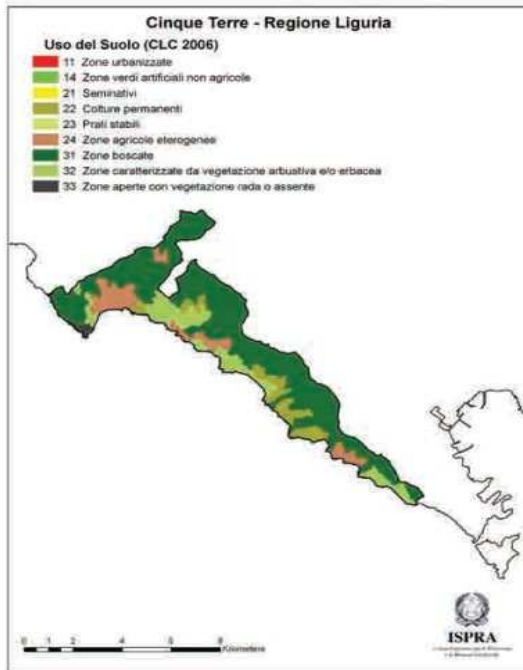 Cinque Terre - Regione Liguria
Uso del Suolo (CLC 2006)
11 Zone urbanizzate
14 Zone verdi artificiali non agricole
21 Seminativi
22 Colture permanenti
23 Prati stabili
24 Zone agricole eterogenee
31 Zone boscate
32 Zone caratterizzate da vegetazione arbustiva e/o erbacea
33 Zone aperte con vegetazione rada o assente
0 2 4 6 8
Kilometers
ISPRA